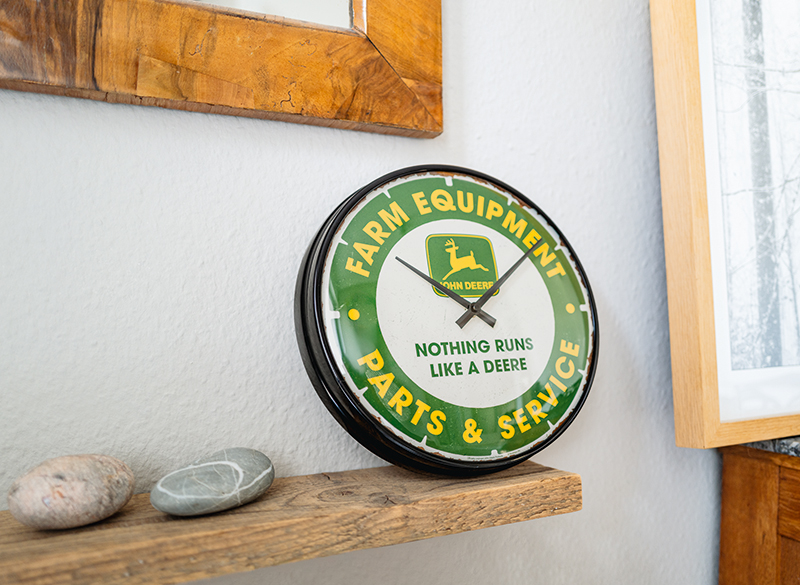 FARM EQUIPMENT
JOHN DEERE
NOTHING RUNS
LIKE A DEERE
PARTS & SERVICE